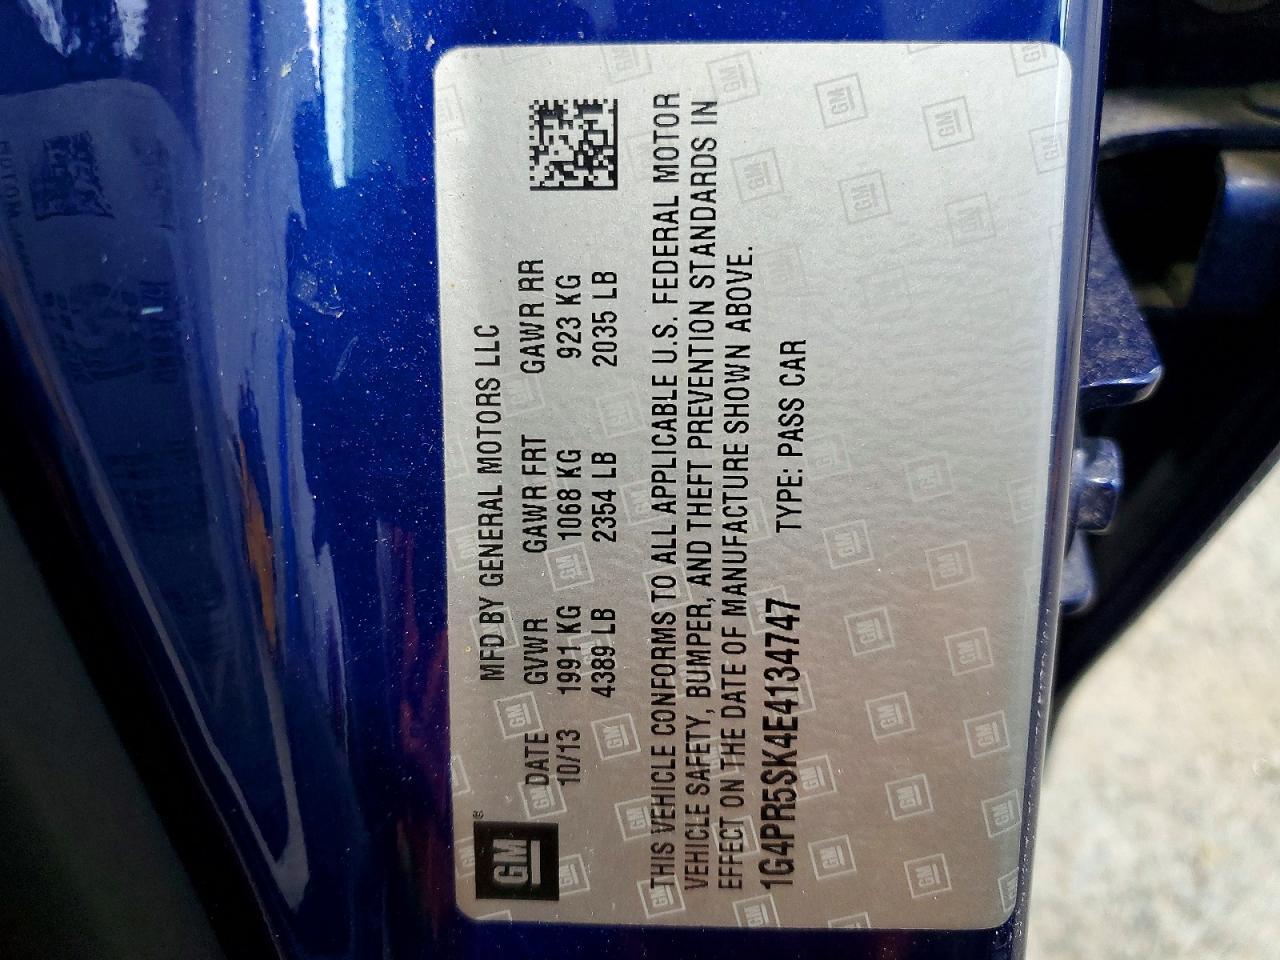 MFD BY GENERAL MOTORS LLC
GM®
DATE GVWR GAWR FRT GAWR RR
10/13 1991 KG 1068 KG 923 KG
4389 LB 2354 LB 2035 LB
THIS VEHICLE CONFORMS TO ALL APPLICABLE U.S. FEDERAL MOTOR
VEHICLE SAFETY, BUMPER, AND THEFT PREVENTION STANDARDS IN
EFFECT ON THE DATE OF MANUFACTURE SHOWN ABOVE.
1G4PR5SK4E4134747 TYPE: PASS CAR